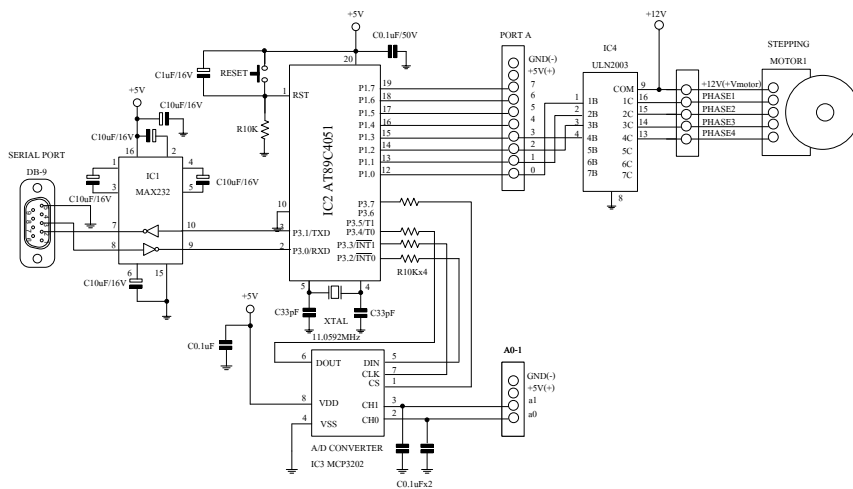 +5V
C0.1uF/50V
20
C1uF/16V
RESET
1
RST
R10K
IC2 AT89C4051
P1.7
P1.6
P1.5
P1.4
P1.3
P1.2
P1.1
P1.0
19
18
17
16
15
14
13
12
P3.7
P3.6
P3.5/T1
P3.4/T0
P3.3/INT1
P3.2/INT0
R10Kx4
10
P3.1/TXD
3
P3.0/RXD
2
5
4
C33pF
C33pF
XTAL
11.0592MHz
PORT A
GND(-)
+5V(+)
7
6
5
4
3
2
1
0
IC4
ULN2003
+12V
COM
9
1
1B
1C
16
2
2B
2C
15
3
3B
3C
14
4
4B
4C
13
5B
5C
6B
6C
7B
7C
8
+12V(+Vmotor)
PHASE1
PHASE2
PHASE3
PHASE4
STEPPING
MOTOR1
+5V
C10uF/16V
C10uF/16V
16
2
SERIAL PORT
DB-9
1
IC1
MAX232
4
3
5
C10uF/16V
C10uF/16V
7
10
8
9
6
15
C10uF/16V
+5V
C0.1uF
6
DOUT
DIN
5
CLK
7
CS
1
8
VDD
CH1
3
4
VSS
CH0
2
A/D CONVERTER
IC3 MCP3202
C0.1uFx2
A0-1
GND(-)
+5V(+)
a1
a0